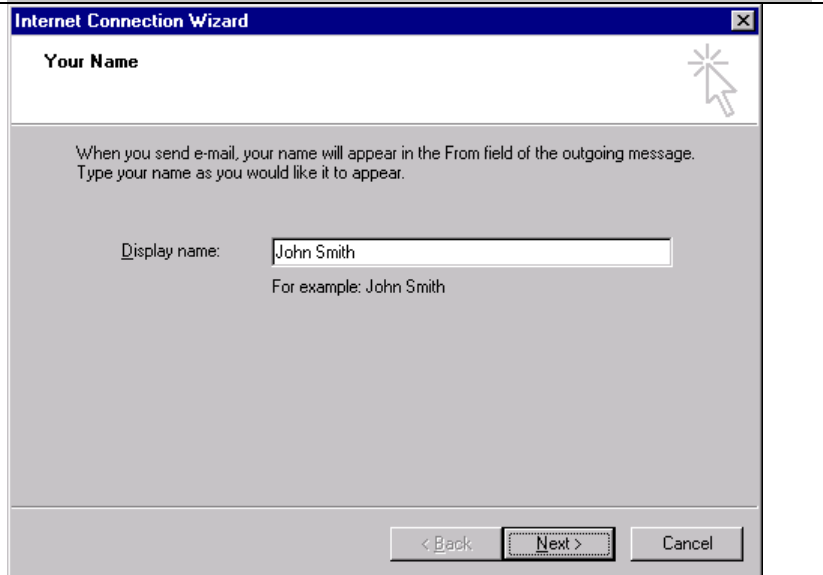 Internet Connection Wizard
Your Name
When you send e-mail, your name will appear in the From field of the outgoing message.
Type your name as you would like it to appear.
Display name: John Smith
For example: John Smith
< Back Next > Cancel